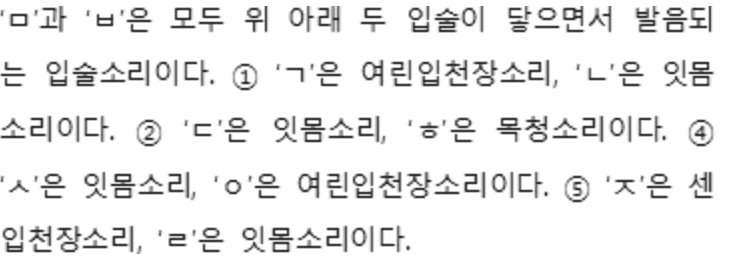 'ㅁ'과 'ㅂ'은 모두 위 아래 두 입술이 닿으면서 발음되
는 입술소리이다. ① 'ㄱ'은 여린입천장소리, 'ㄴ'은 잇몸
소리이다. ② 'ㄷ'은 잇몸소리, 'ㅎ'은 목청소리이다. ④
'ㅅ'은 잇몸소리, 'ㅇ'은 여린입천장소리이다. ⑤ 'ㅈ'은 센
입천장소리, 'ㄹ'은 잇몸소리이다.